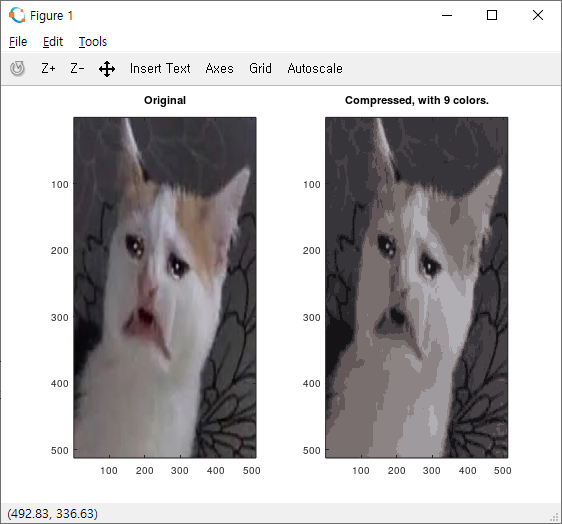 Figure 1
File Edit Tools
Z+ Z- Insert Text Axes Grid Autoscale
Original
Compressed, with 9 colors.
100
200
300
400
500
100 200 300 400 500
100
200
300
400
500
100 200 300 400 500
(492.83, 336.63)